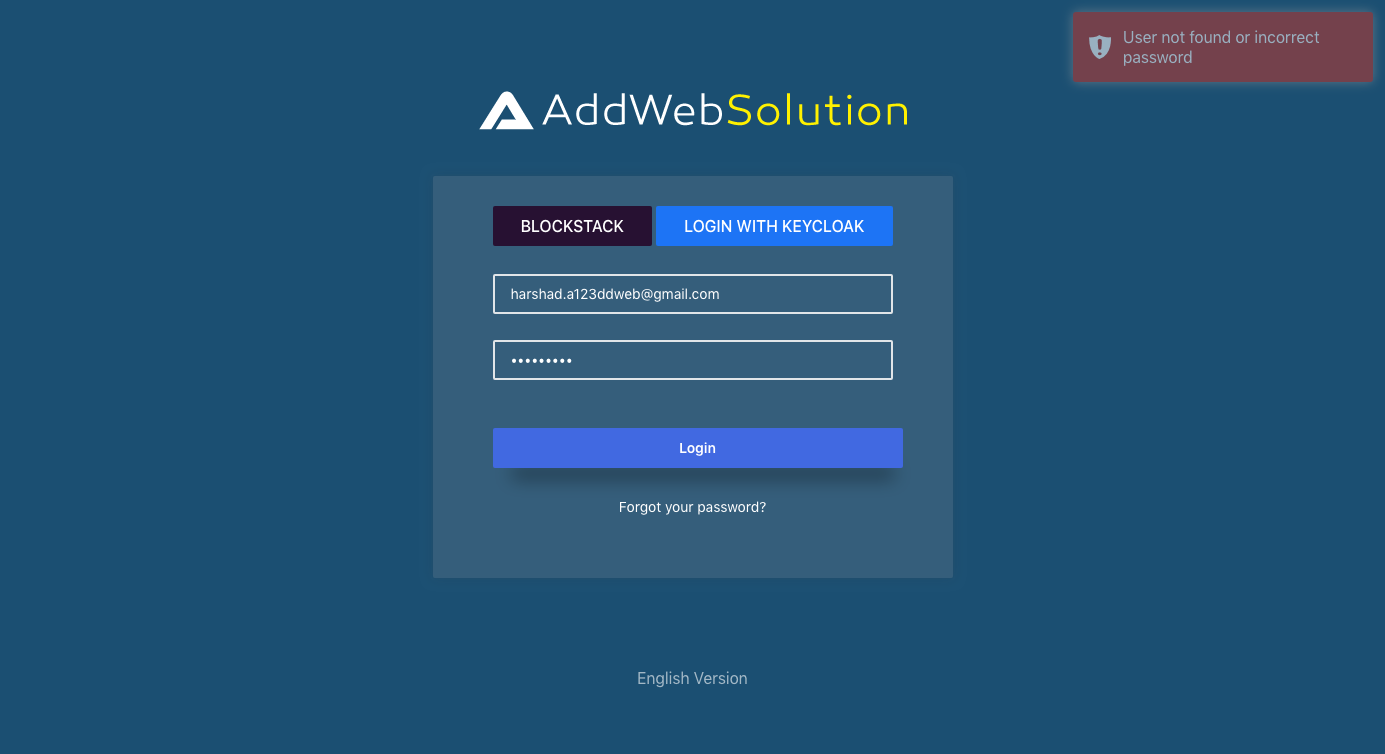 User not found or incorrect
password
AddWebSolution
BLOCKSTACK
LOGIN WITH KEYCLOAK
harshad.a123ddweb@gmail.com
•••••••••
Login
Forgot your password?
English Version